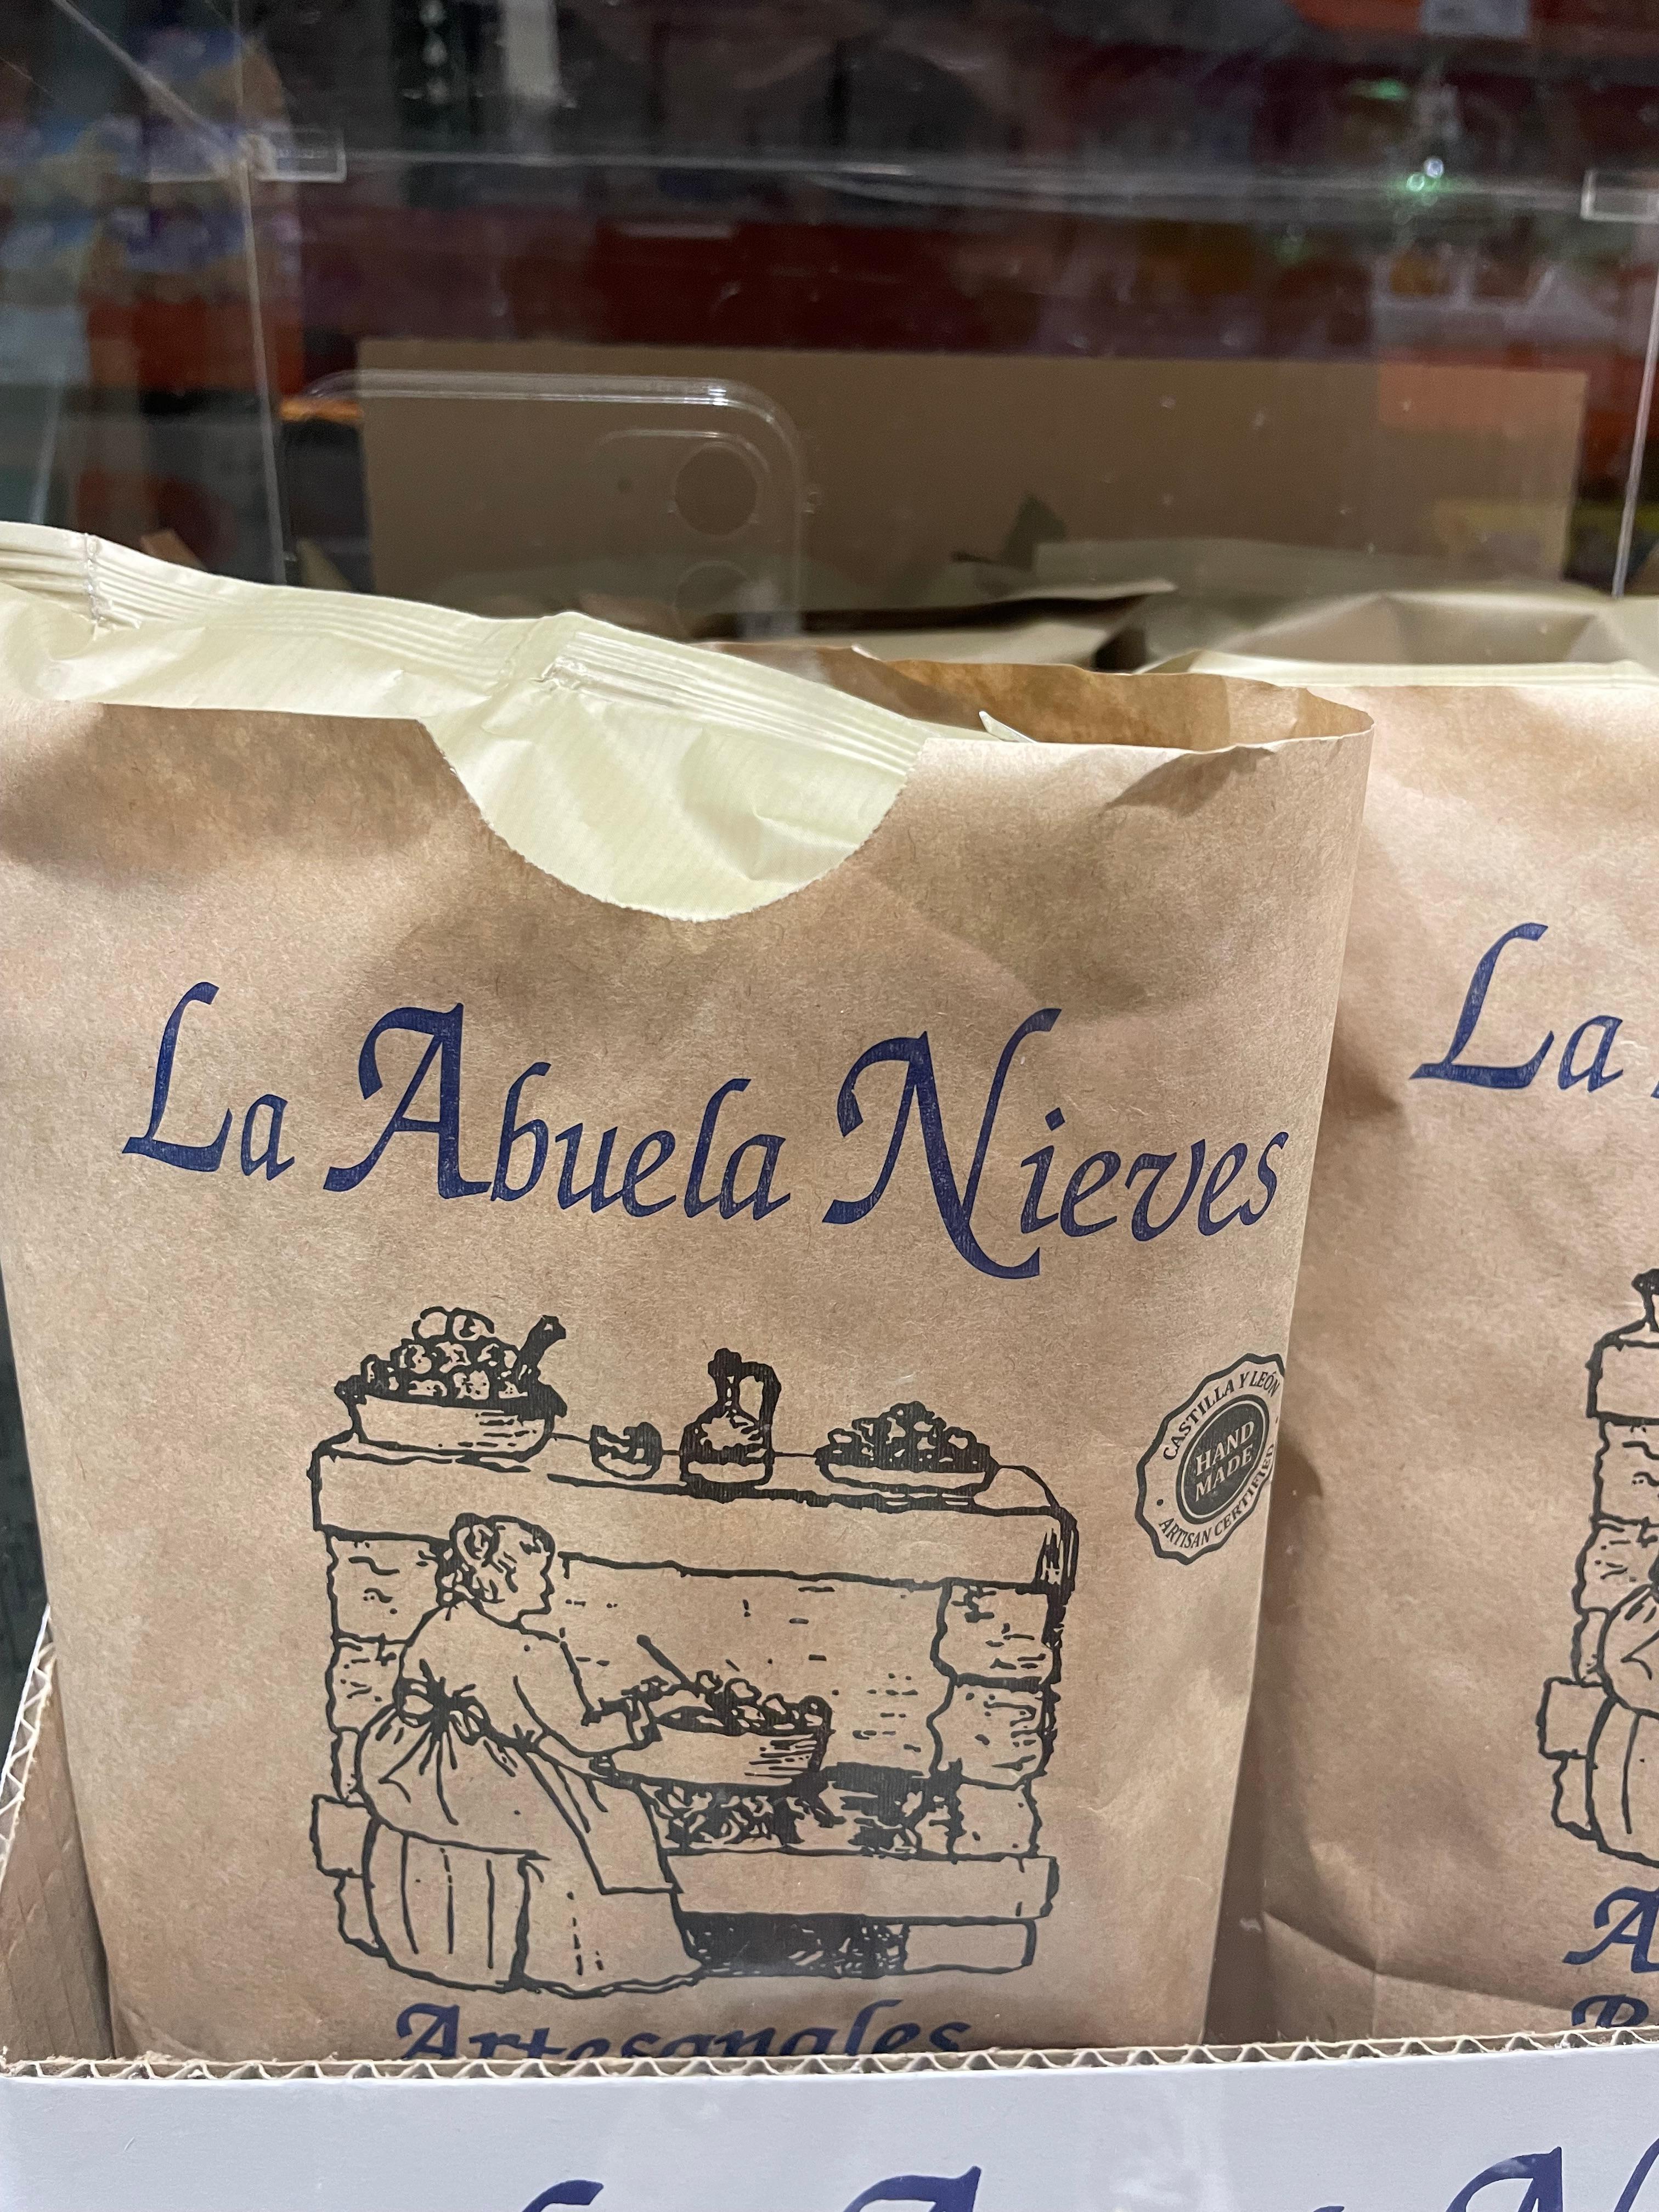 La Abuela Nieves
La
CASTILLA Y LEÓN
HAND
MADE
ARTISAN CERTIFIED
Artesanales